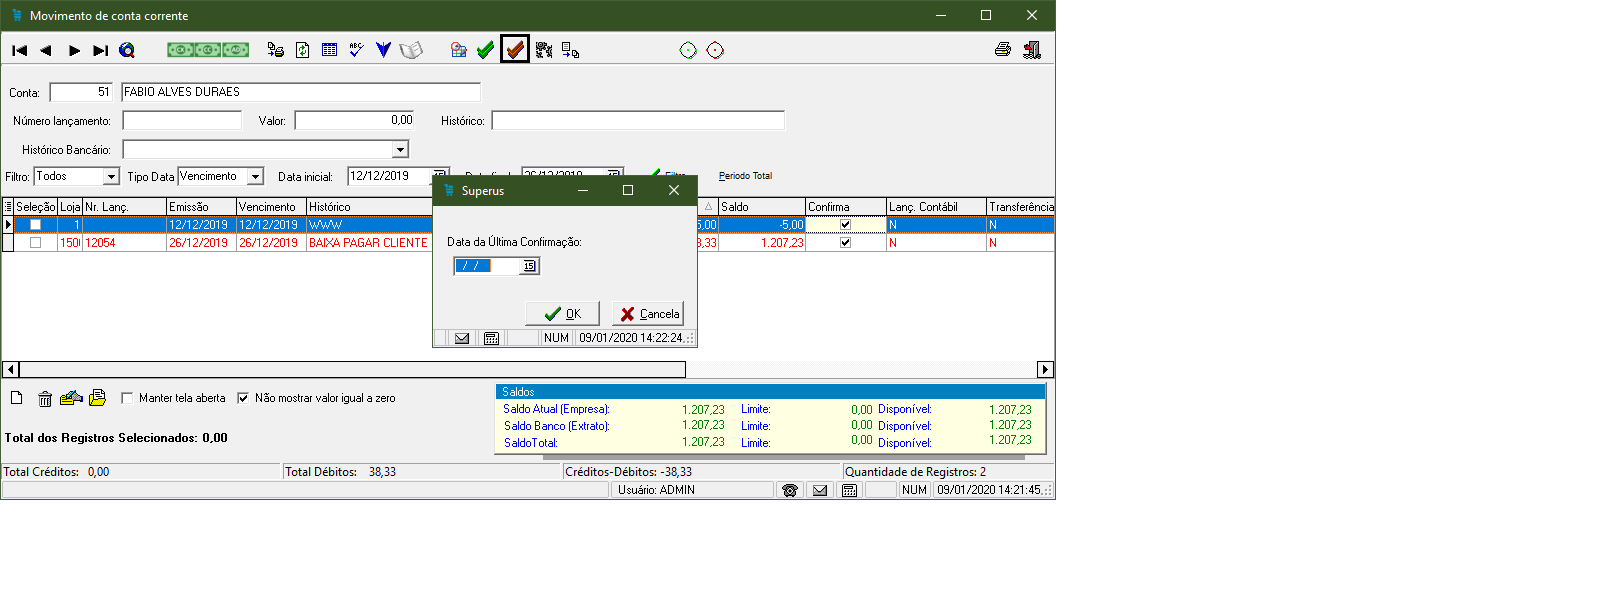 Movimento de conta corrente
Conta: 51 FABIO ALVES DURAES
Número lançamento: Valor: 0,00 Histórico:
Histórico Bancário:
Filtro: Todos Tipo Data Vencimento Data inicial: 12/12/2019 Periodo Total
Superus
Seleção Loja Nr. Lanç. Emissão Vencimento Histórico Saldo Confirma Lanç. Contábil Transferência
1 12/12/2019 12/12/2019 WWW 5,00 -5,00 N N
150 12054 26/12/2019 26/12/2019 BAIXA PAGAR CLIENTE 3,33 1.207,23 N N
Data da Última Confirmação:
/ / 15
OK Cancela
NUM 09/01/2020 14:22:24
Manter tela aberta Não mostrar valor igual a zero
Saldos
Saldo Atual (Empresa): 1.207,23 Limite: 0,00 Disponível: 1.207,23
Saldo Banco (Extrato): 1.207,23 Limite: 0,00 Disponível: 1.207,23
SaldoTotal: 1.207,23 Limite: 0,00 Disponível: 1.207,23
Total dos Registros Selecionados: 0,00
Total Créditos: 0,00 Total Débitos: 38,33 Créditos-Débitos: -38,33 Quantidade de Registros: 2
Usuário: ADMIN NUM 09/01/2020 14:21:45